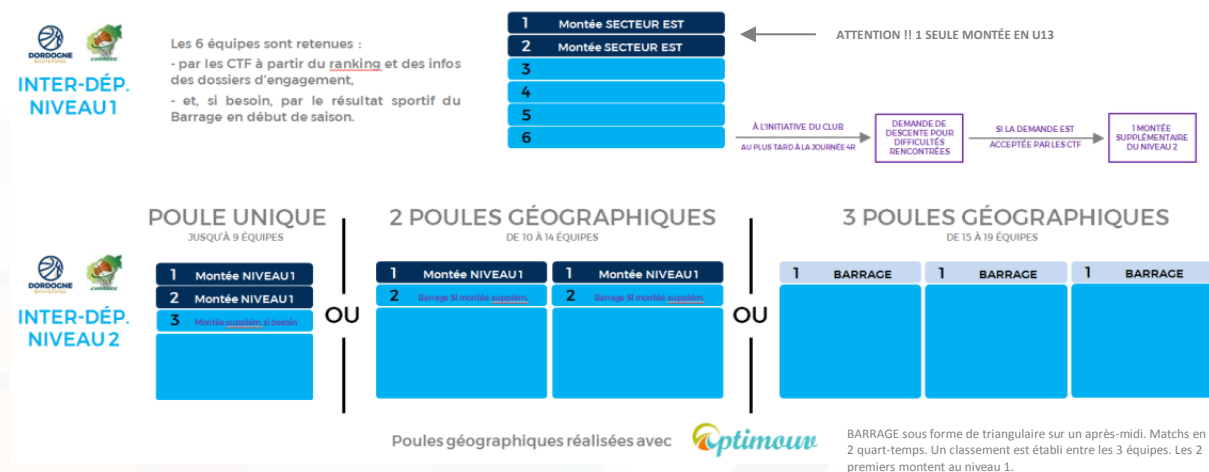 DORDOGNE
BASKETBALL
CORRÈZE
INTER-DÉP.
NIVEAU 1
Les 6 équipes sont retenues :
- par les CTF à partir du ranking et des infos
des dossiers d'engagement,
- et, si besoin, par le résultat sportif du
Barrage en début de saison.
1 Montée SECTEUR EST
2 Montée SECTEUR EST
3
4
5
6
ATTENTION !! 1 SEULE MONTÉE EN U13
À L'INITIATIVE DU CLUB
AU PLUS TARD À LA JOURNÉE 4R
DEMANDE DE
DESCENTE POUR
DIFFICULTÉS
RENCONTRÉES
SI LA DEMANDE EST
ACCEPTÉE PAR LES CTF
1 MONTÉE
SUPPLÉMENTAIRE
DU NIVEAU 2
POULE UNIQUE
JUSQU'À 9 ÉQUIPES
2 POULES GÉOGRAPHIQUES
DE 10 À 14 ÉQUIPES
3 POULES GÉOGRAPHIQUES
DE 15 À 19 ÉQUIPES
DORDOGNE
BASKETBALL
CORRÈZE
INTER-DÉP.
NIVEAU 2
1 Montée NIVEAU 1
2 Montée NIVEAU 1
3 Montée supplém. si besoin
OU
1 Montée NIVEAU 1
2 Barrage SI montée supplém.
1 Montée NIVEAU 1
2 Barrage SI montée supplém.
OU
1 BARRAGE
1 BARRAGE
1 BARRAGE
Poules géographiques réalisées avec
Optimouv
BARRAGE sous forme de triangulaire sur un après-midi. Matchs en
2 quart-temps. Un classement est établi entre les 3 équipes. Les 2
premiers montent au niveau 1.